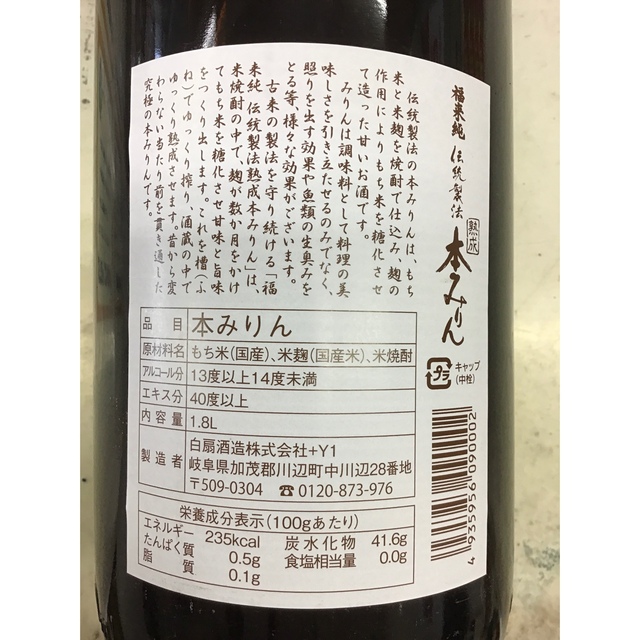 福来純 伝統製法
熟成
本みりん
伝統製法の本みりんは、もち
米と米麹を焼酎で仕込み、麹の
作用によりもち米を糖化させ
て造った甘いお酒です。
みりんは調味料として料理の美
味しさを引き立たせるのみでなく、
照りを出す効果や魚類の生臭みを
とる等、様々な効果がございます。
古来の製法を守り続ける「福
来純 伝統製法熟成本みりん」は、
米焼酎の中で、麹が数か月をかけ
てもち米を糖化させ甘味と旨味
をつくり出します。これを槽（ふ
ね）でゆっくり搾り、酒蔵の中で
ゆっくり熟成させます。昔から変
わらない当たり前を貫き通した
究極の本みりんです。
品目 本みりん
原材料名 もち米(国産)、米麹(国産米)、米焼酎
アルコール分 13度以上14度未満
エキス分 40度以上
内容量 1.8L
製造者 白扇酒造株式会社+Y1
岐阜県加茂郡川辺町中川辺28番地
〒509-0304 ☎0120-873-976
栄養成分表示(100gあたり)
エネルギー 235kcal 炭水化物 41.6g
たんぱく質 0.5g 食塩相当量 0.0g
脂質 0.1g
プラ
キャップ
(中栓)
4 935956 090002